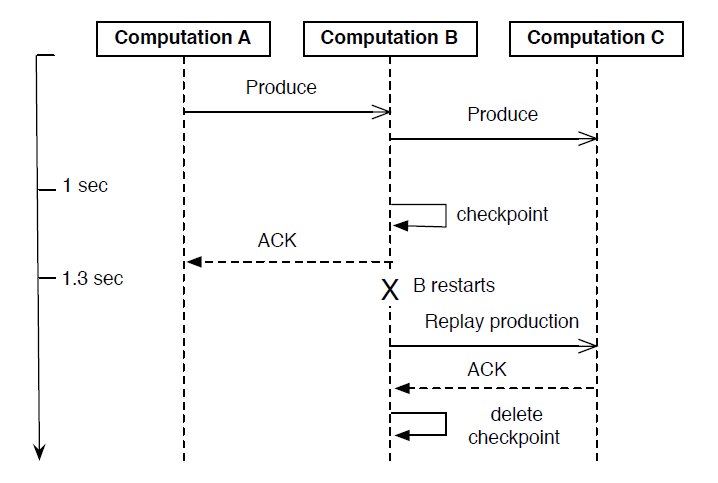 Computation A
Computation B
Computation C
Produce
Produce
1 sec
checkpoint
ACK
1.3 sec
X
B restarts
Replay production
ACK
delete
checkpoint